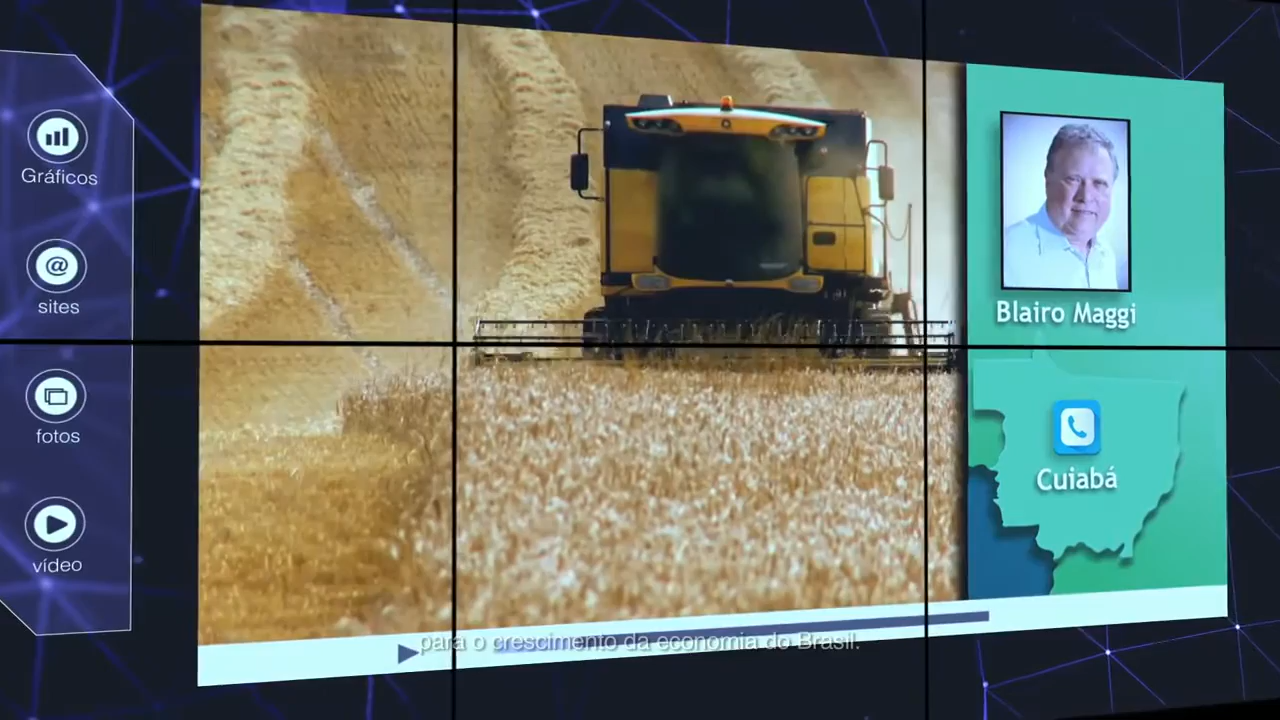 Gráficos
@
sites
fotos
vídeo
Blairo Maggi
Cuiabá
para o crescimento da economia do Brasil.